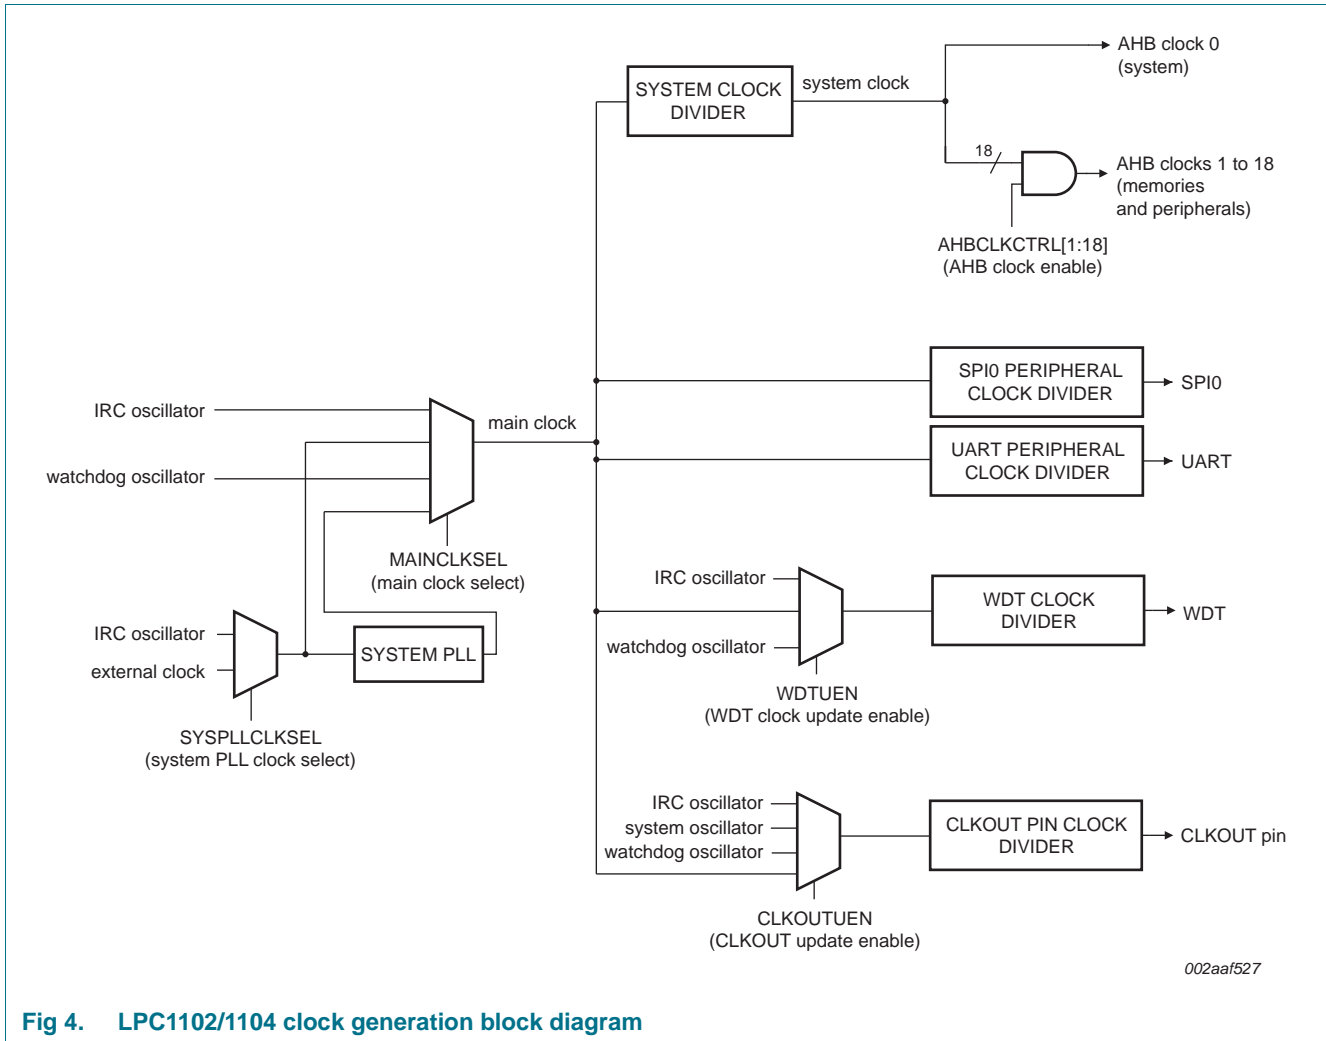 AHB clock 0
(system)
SYSTEM CLOCK
DIVIDER
system clock
18
AHB clocks 1 to 18
(memories
and peripherals)
AHBCLKCTRL[1:18]
(AHB clock enable)
SPI0 PERIPHERAL
CLOCK DIVIDER
SPI0
IRC oscillator
main clock
UART PERIPHERAL
CLOCK DIVIDER
UART
watchdog oscillator
MAINCLKSEL
(main clock select)
IRC oscillator
WDT CLOCK
DIVIDER
WDT
IRC oscillator
external clock
SYSTEM PLL
watchdog oscillator
WDTUEN
(WDT clock update enable)
SYSPLLCLKSEL
(system PLL clock select)
IRC oscillator
system oscillator
watchdog oscillator
CLKOUT PIN CLOCK
DIVIDER
CLKOUT pin
CLKOUTUEN
(CLKOUT update enable)
002aaf527
Fig 4. LPC1102/1104 clock generation block diagram